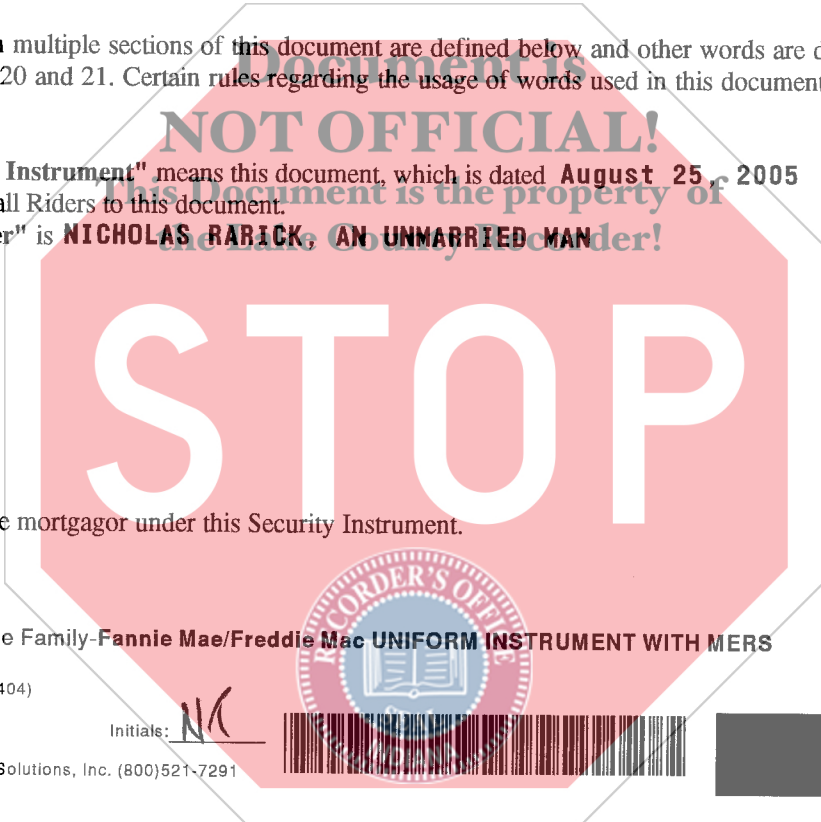 multiple sections of this document are defined below and other words are d
20 and 21. Certain rules regarding the usage of words used in this document
Document is
NOT OFFICIAL!
Instrument" means this document, which is dated August 25, 2005
This Document is the property of
all Riders to this document.
the Lake County Recorder!
er" is NICHOLAS RARICK, AN UNMARRIED MAN
STOP
e mortgagor under this Security Instrument.
RECORDER'S OFFICE
e Family-Fannie Mae/Freddie Mac UNIFORM INSTRUMENT WITH MERS
404)
Initials: NR
SEAL
INDIANA
Solutions, Inc. (800)521-7291